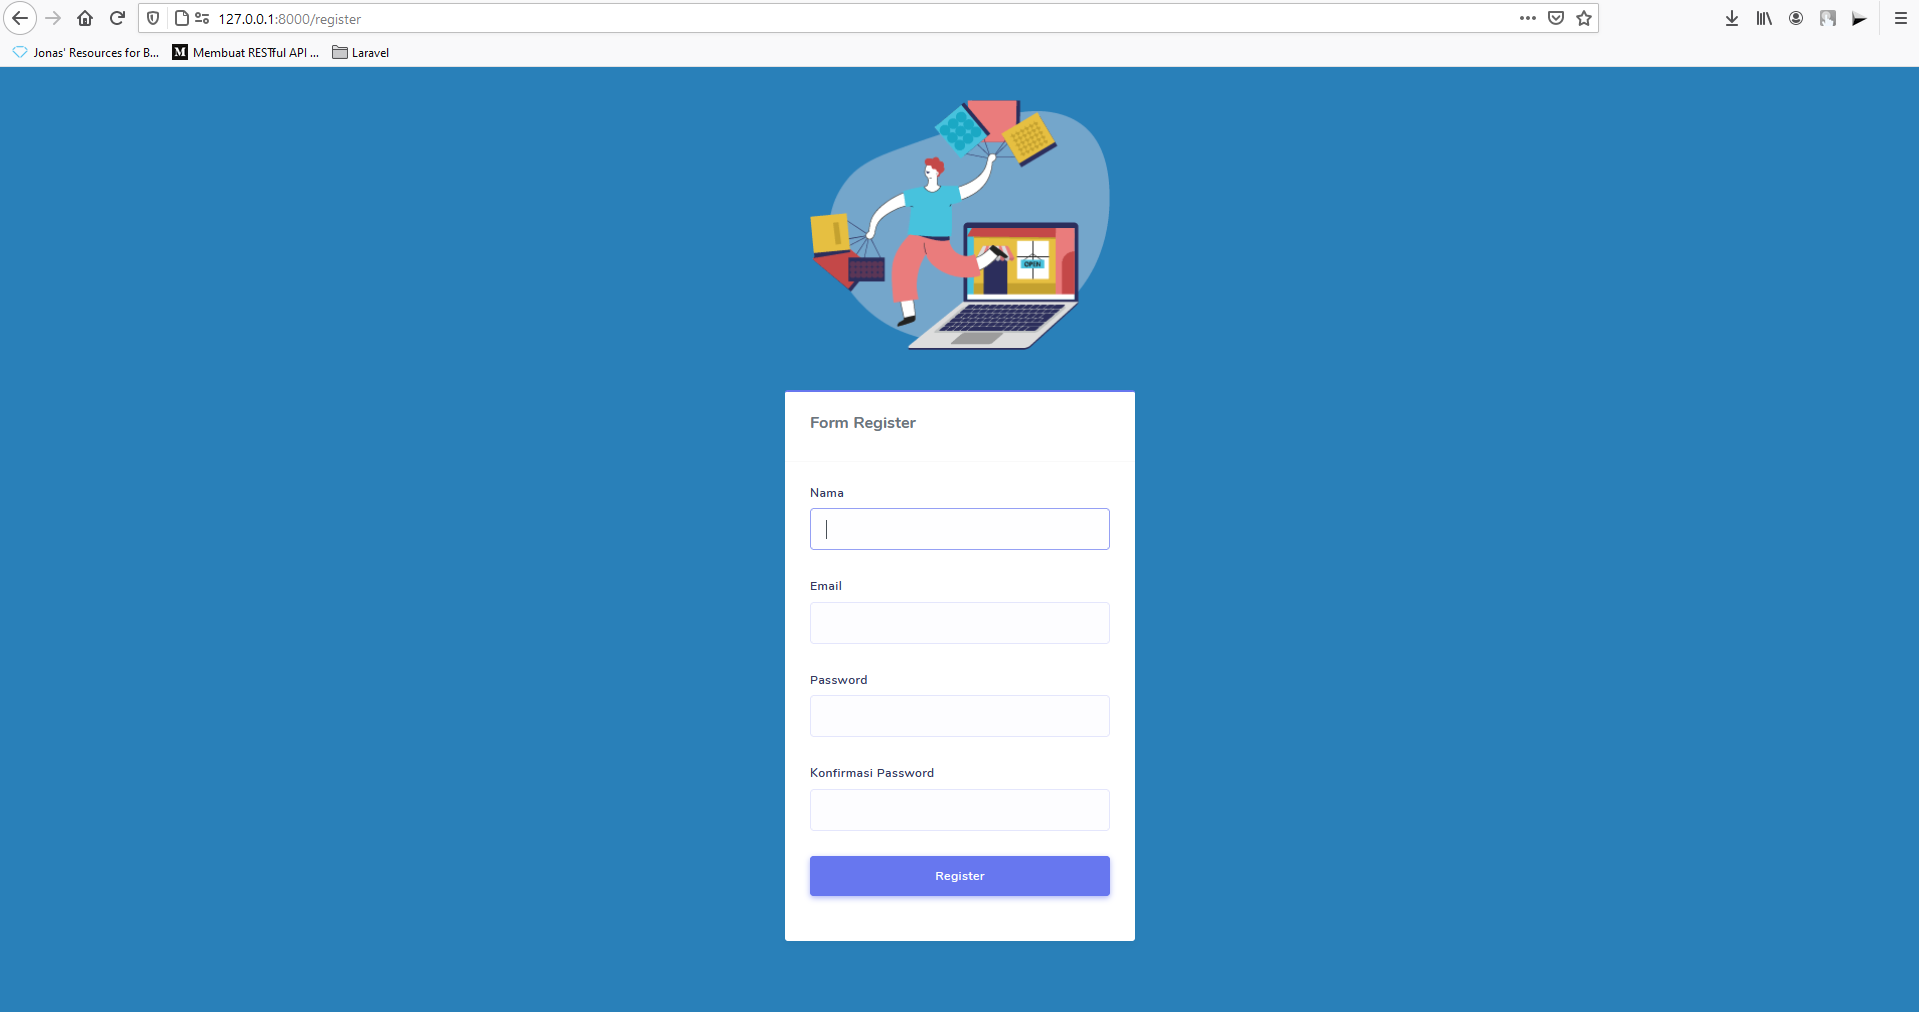 127.0.0.1:8000/register
Jonas' Resources for B... Membuat RESTful API ... Laravel
OPEN
Form Register
Nama
Email
Password
Konfirmasi Password
Register